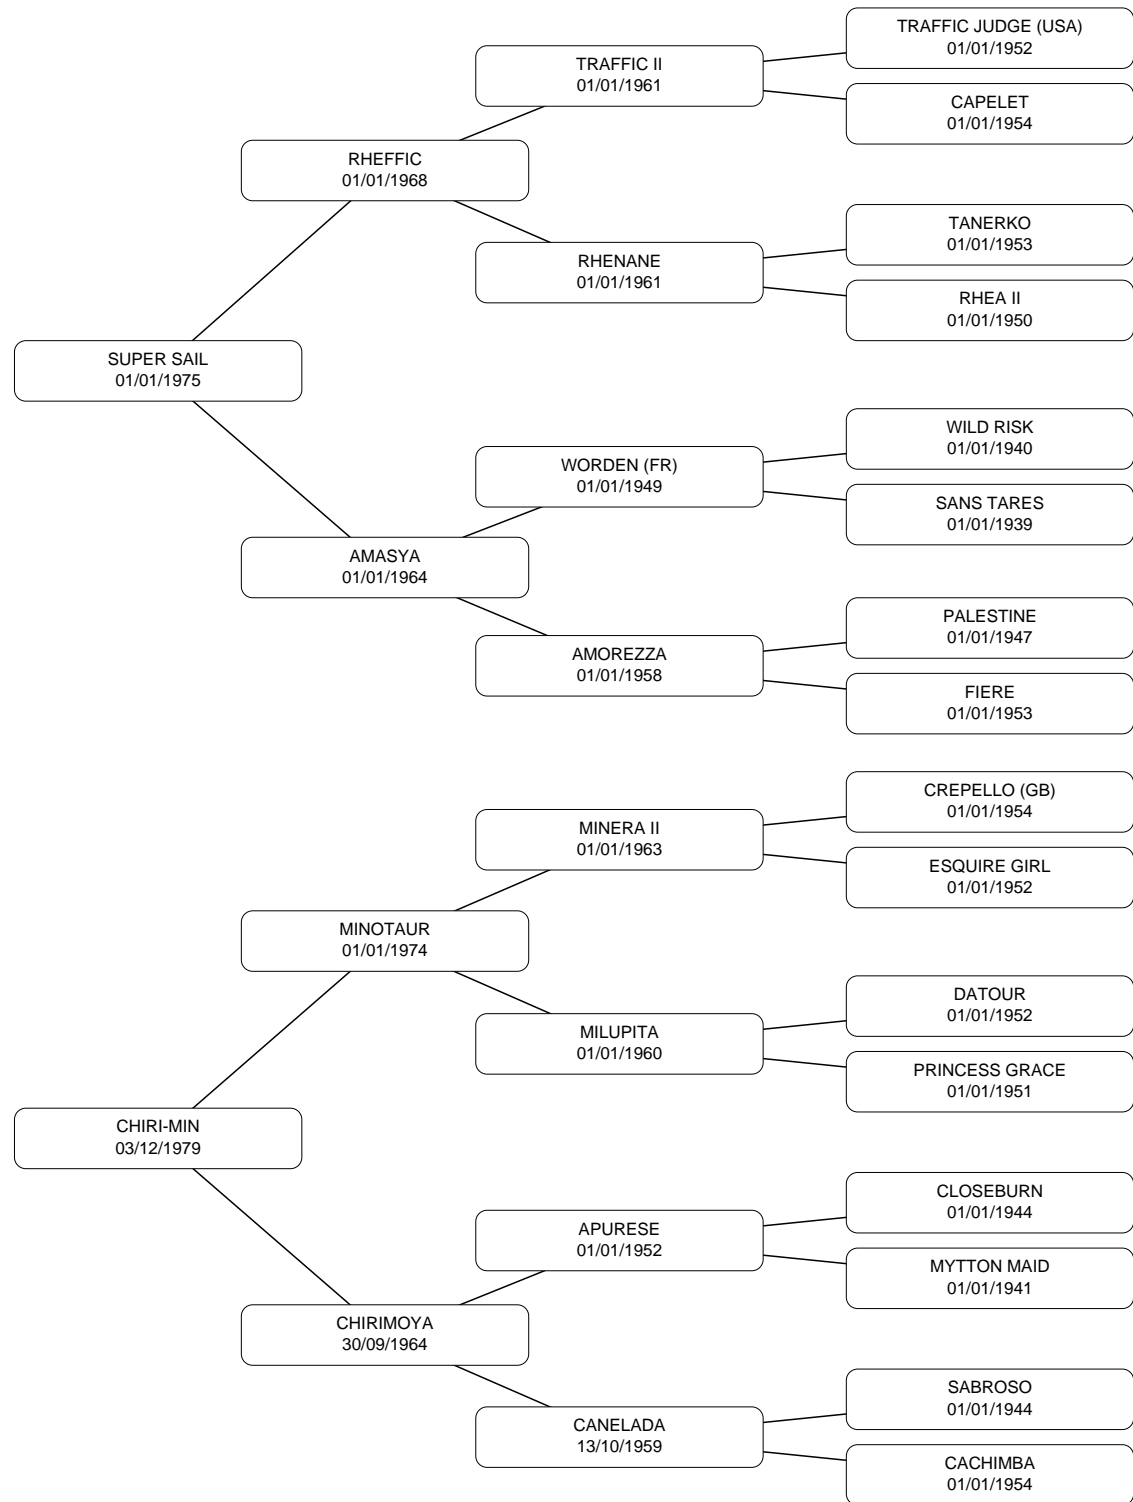 TRAFFIC JUDGE (USA)
01/01/1952
TRAFFIC II
01/01/1961
CAPELET
01/01/1954
RHEFFIC
01/01/1968
TANERKO
01/01/1953
RHENANE
01/01/1961
RHEA II
01/01/1950
SUPER SAIL
01/01/1975
WILD RISK
01/01/1940
WORDEN (FR)
01/01/1949
SANS TARES
01/01/1939
AMASYA
01/01/1964
PALESTINE
01/01/1947
AMOREZZA
01/01/1958
FIERE
01/01/1953
CREPELLO (GB)
01/01/1954
MINERA II
01/01/1963
ESQUIRE GIRL
01/01/1952
MINOTAUR
01/01/1974
DATOUR
01/01/1952
MILUPITA
01/01/1960
PRINCESS GRACE
01/01/1951
CHIRI-MIN
03/12/1979
CLOSEBURN
01/01/1944
APURESE
01/01/1952
MYTTON MAID
01/01/1941
CHIRIMOYA
30/09/1964
SABROSO
01/01/1944
CANELADA
13/10/1959
CACHIMBA
01/01/1954